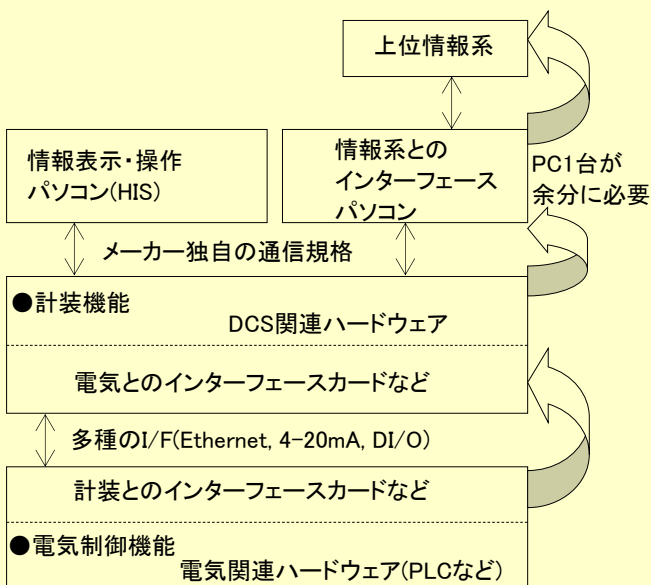 上位情報系
情報表示・操作
パソコン(HIS)
情報系との
インターフェース
パソコン
PC1台が
余分に必要
メーカー独自の通信規格
●計装機能
DCS関連ハードウェア
電気とのインターフェースカードなど
多種のI/F(Ethernet, 4-20mA, DI/O)
計装とのインターフェースカードなど
●電気制御機能
電気関連ハードウェア(PLCなど)